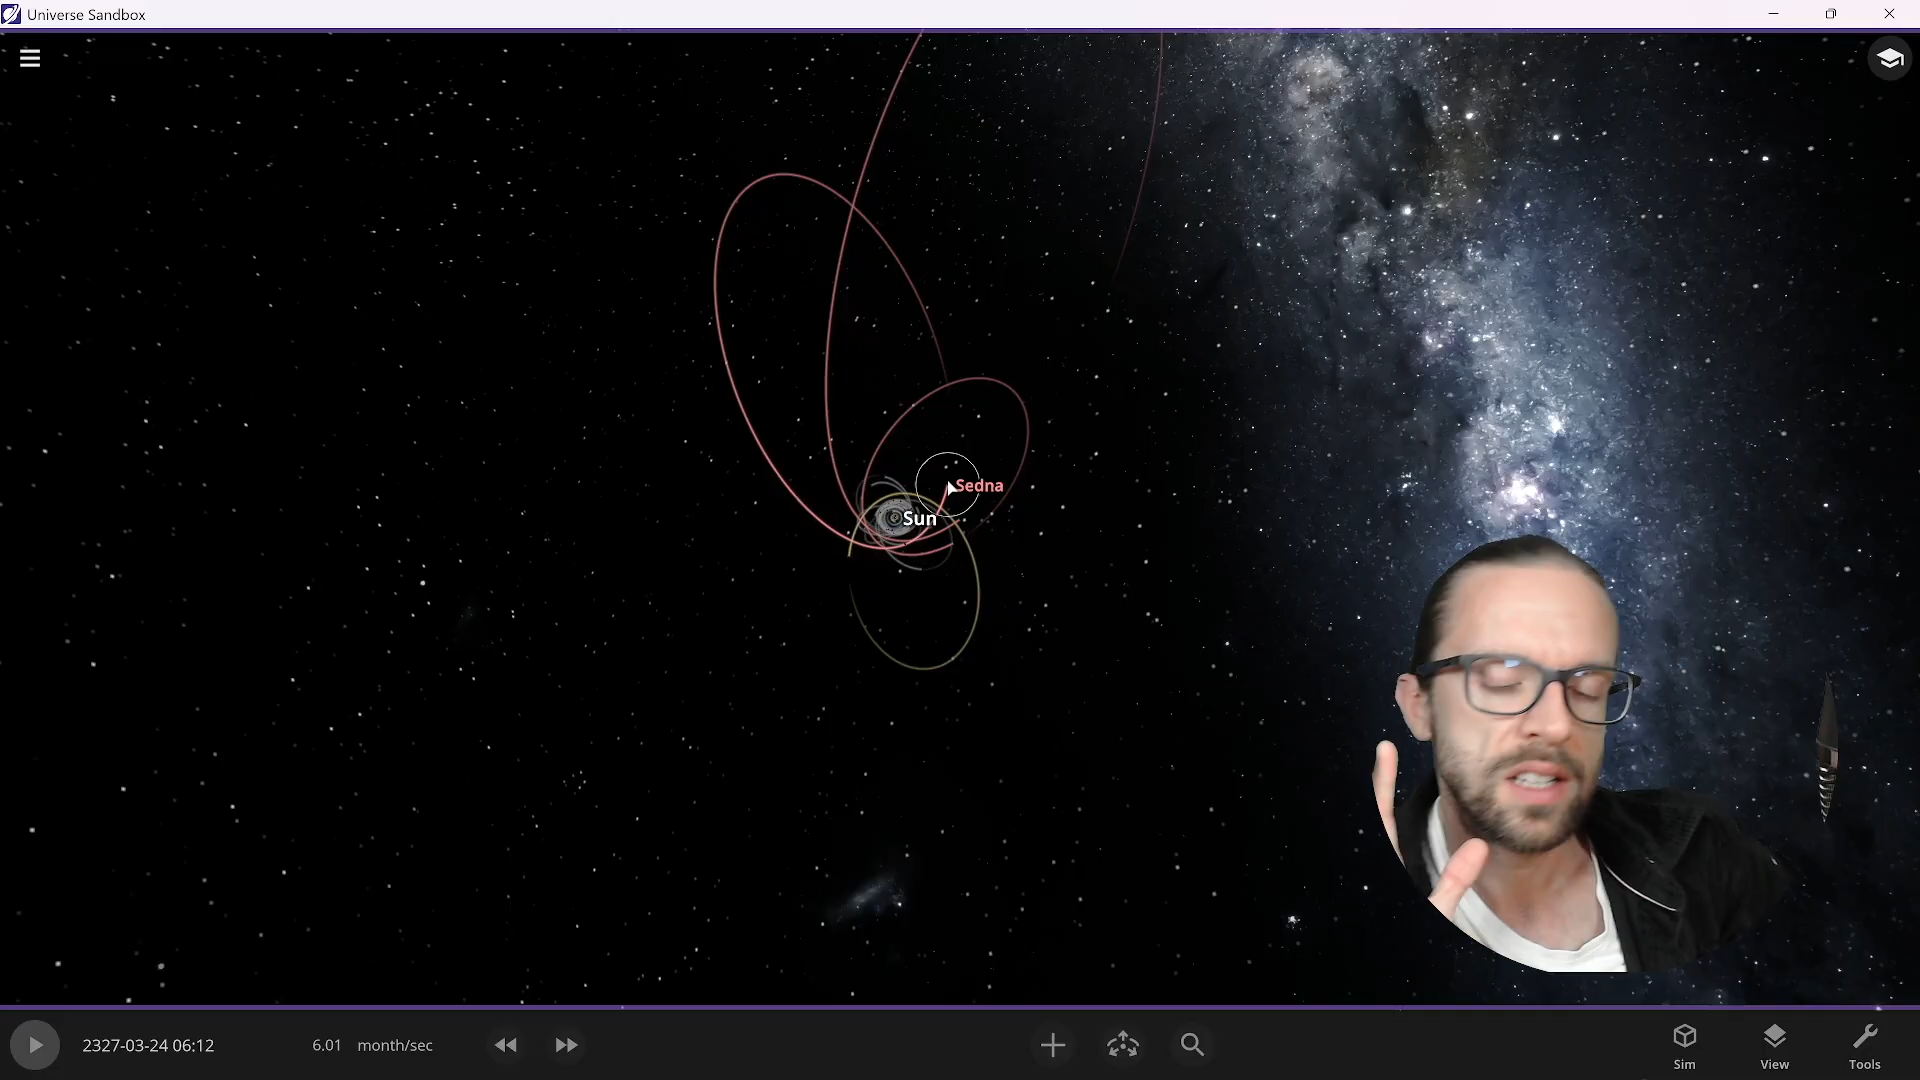 Universe Sandbox
Sedna
Sun
2327-03-24 06:12
6.01 month/sec
Sim
View
Tools